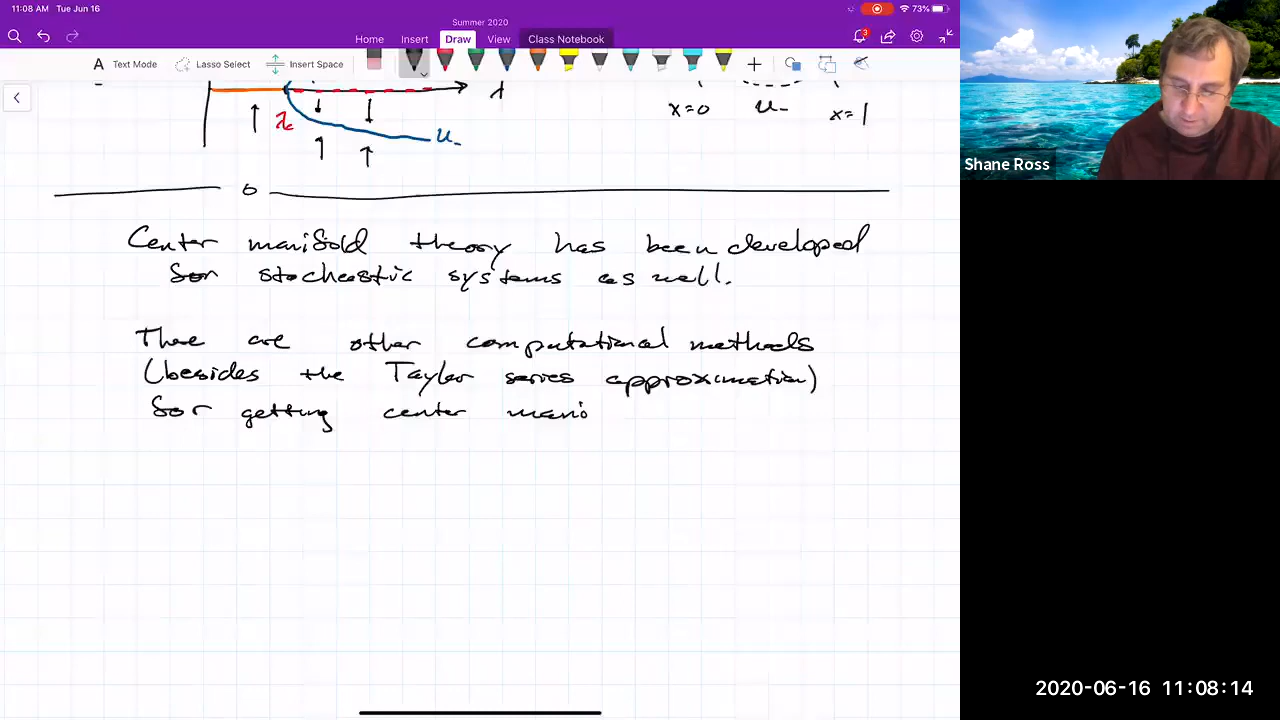 11:08 AM Tue Jun 16
73%
Summer 2020
Home Insert Draw View Class Notebook
3
A Text Mode Lasso Select Insert Space
λ
λc
u-
x=0 u- x=1
Shane Ross
Center manifold theory has been developed
for stochastic systems as well.
There are other computational methods
(besides the Taylor series approximation)
for getting center mani
2020-06-16 11:08:14